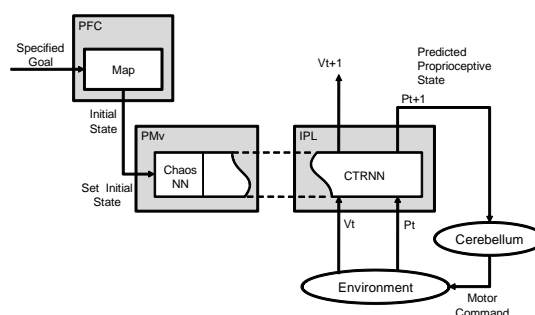 PFC
Specified
Goal
Map
Initial
State
PMv
Chaos
NN
Set Initial
State
Vt+1
Predicted
Proprioceptive
State
Pt+1
IPL
CTRNN
Vt
Pt
Cerebellum
Environment
Motor
Command